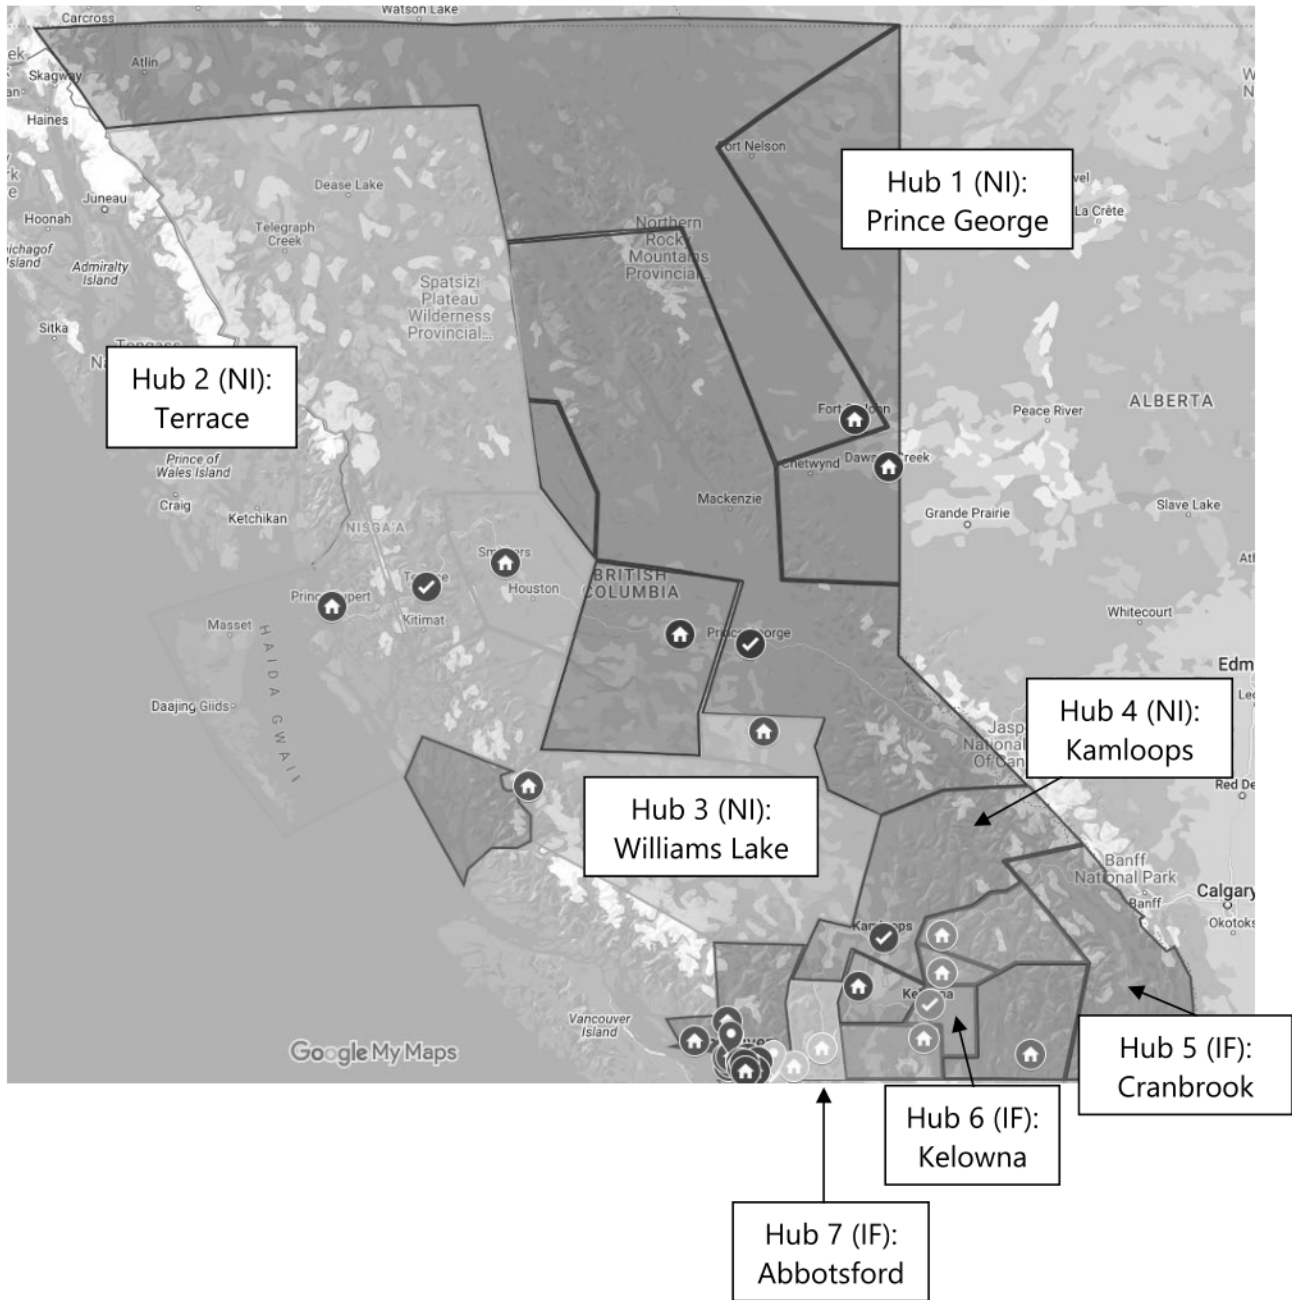 Carcross
Watson Lake
Atlin
Skagway
Haines
Fort Nelson
Hub 1 (NI):
Prince George
La Crête
Dease Lake
Juneau
Hoonah
Telegraph
Creek
Northern
Rocky
Mountains
Provincial...
Admiralty
Island
Spatsizi
Plateau
Wilderness
Provincial...
Sitka
Hub 2 (NI):
Terrace
Peace River
ALBERTA
Prince of
Wales Island
Craig
Ketchikan
NISGA'A
Mackenzie
Grande Prairie
Slave Lake
Houston
BRITISH
COLUMBIA
Whitecourt
Masset
Kitimat
HAIDA GWAII
Daajing Giids
Hub 4 (NI):
Kamloops
Hub 3 (NI):
Williams Lake
Banff
National Park
Banff
Calgary
Okotoks
Vancouver
Island
Google My Maps
Hub 5 (IF):
Cranbrook
Hub 6 (IF):
Kelowna
Hub 7 (IF):
Abbotsford